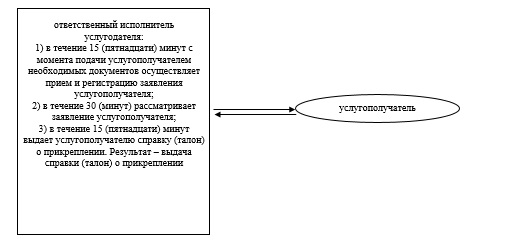 ответственный исполнитель
услугодателя:
1) в течение 15 (пятнадцати) минут с
момента подачи услугополучателем
необходимых документов осуществляет
прием и регистрацию заявления
услугополучателя;
2) в течение 30 (минут) рассматривает
заявление услугополучателя;
3) в течение 15 (пятнадцати) минут
выдает услугополучателю справку (талон)
о прикреплении. Результат – выдача
справки (талон) о прикреплении
услугополучатель